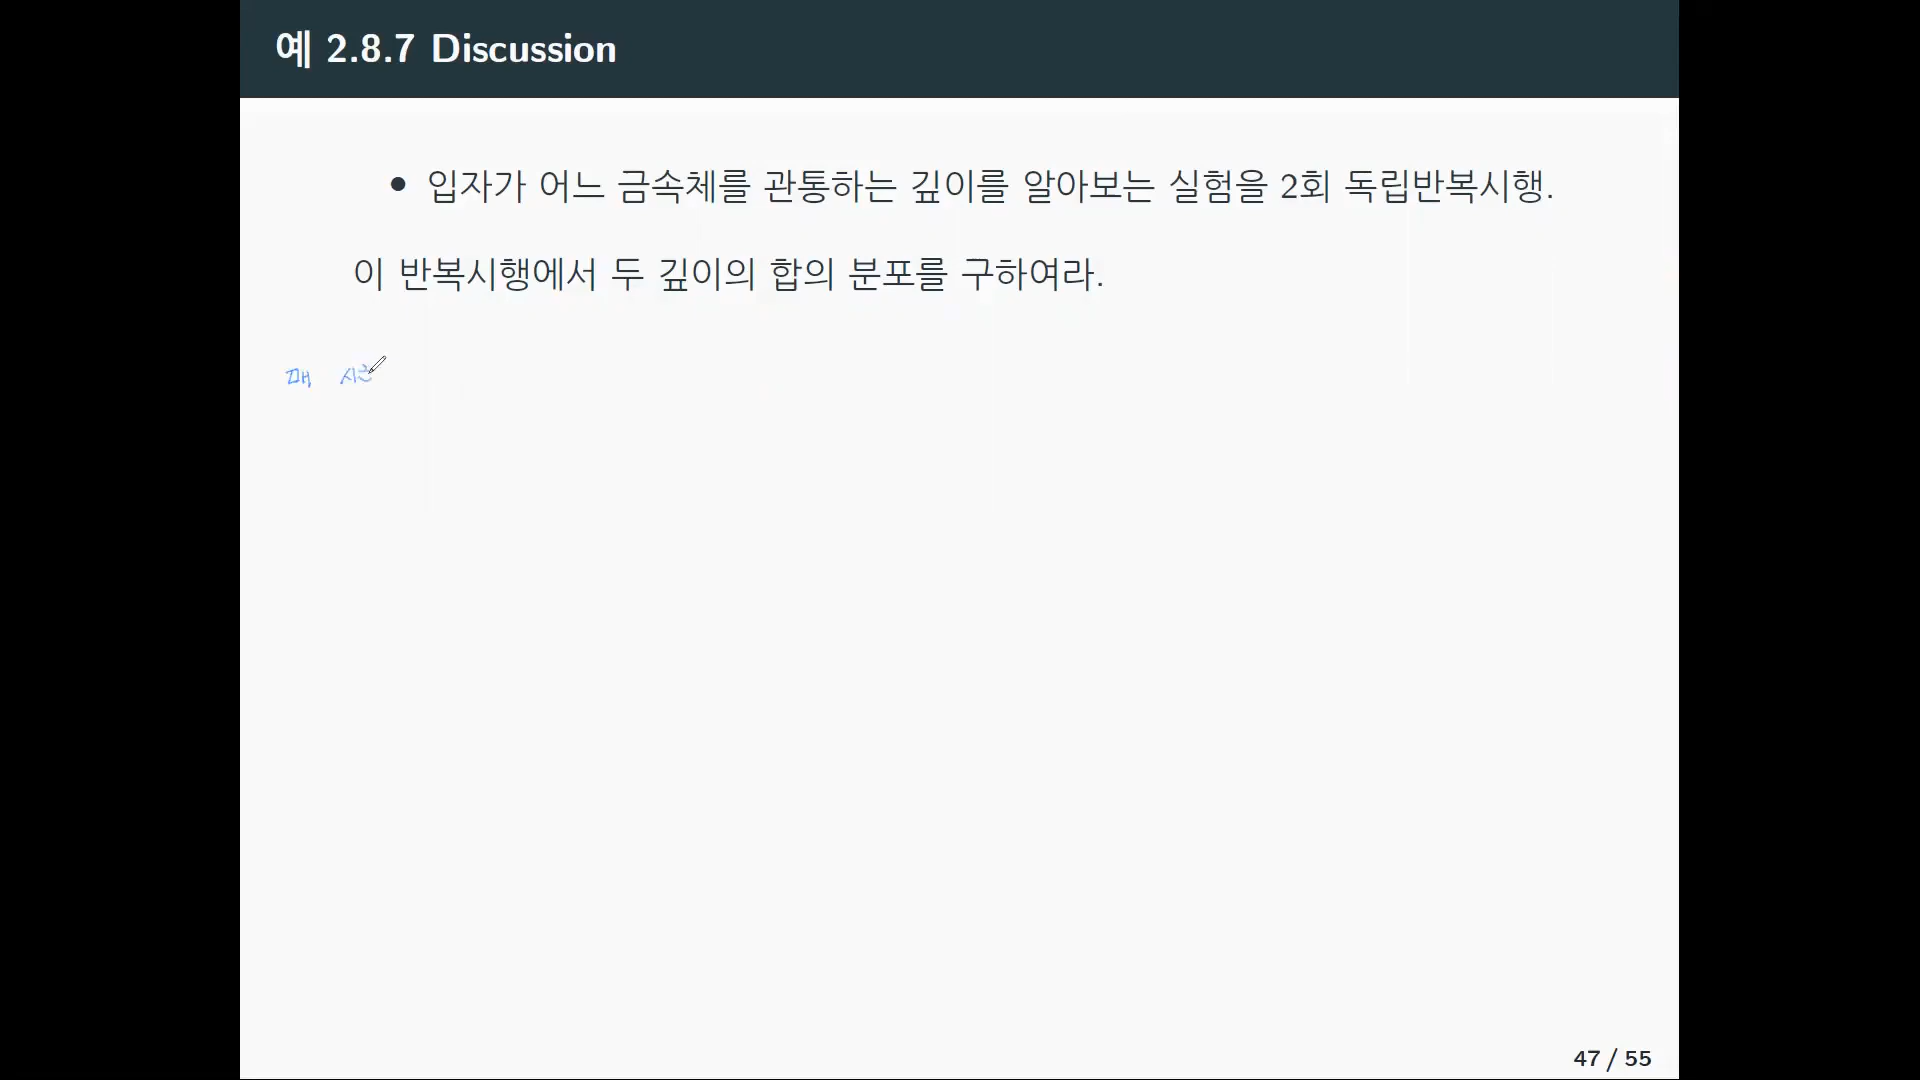 예 2.8.7 Discussion
• 입자가 어느 금속체를 관통하는 깊이를 알아보는 실험을 2회 독립반복시행.
이 반복시행에서 두 깊이의 합의 분포를 구하여라.
매
47 / 55